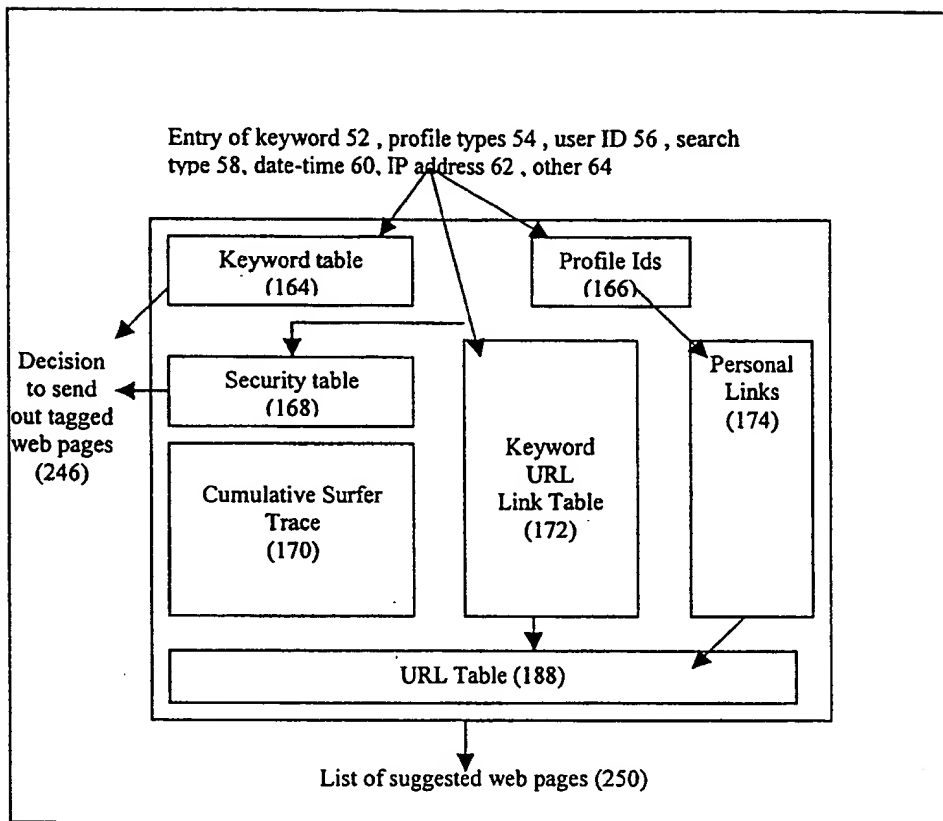 Entry of keyword 52 , profile types 54 , user ID 56 , search
type 58, date-time 60, IP address 62 , other 64
Keyword table
(164)
Profile Ids
(166)
Decision
to send
out tagged
web pages
(246)
Security table
(168)
Cumulative Surfer
Trace
(170)
Keyword
URL
Link Table
(172)
Personal
Links
(174)
URL Table (188)
List of suggested web pages (250)